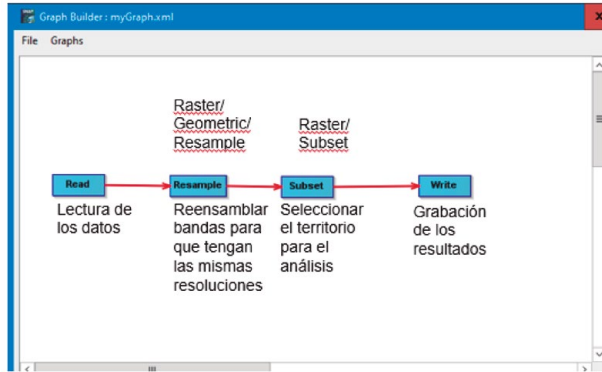 Graph Builder : myGraph.xml
File Graphs
Raster/
Geometric/
Resample
Raster/
Subset
Read
Resample
Subset
Write
Lectura de
los datos
Reensamblar
bandas para
que tengan
las mismas
resoluciones
Seleccionar
el territorio
para el
análisis
Grabación
de los
resultados